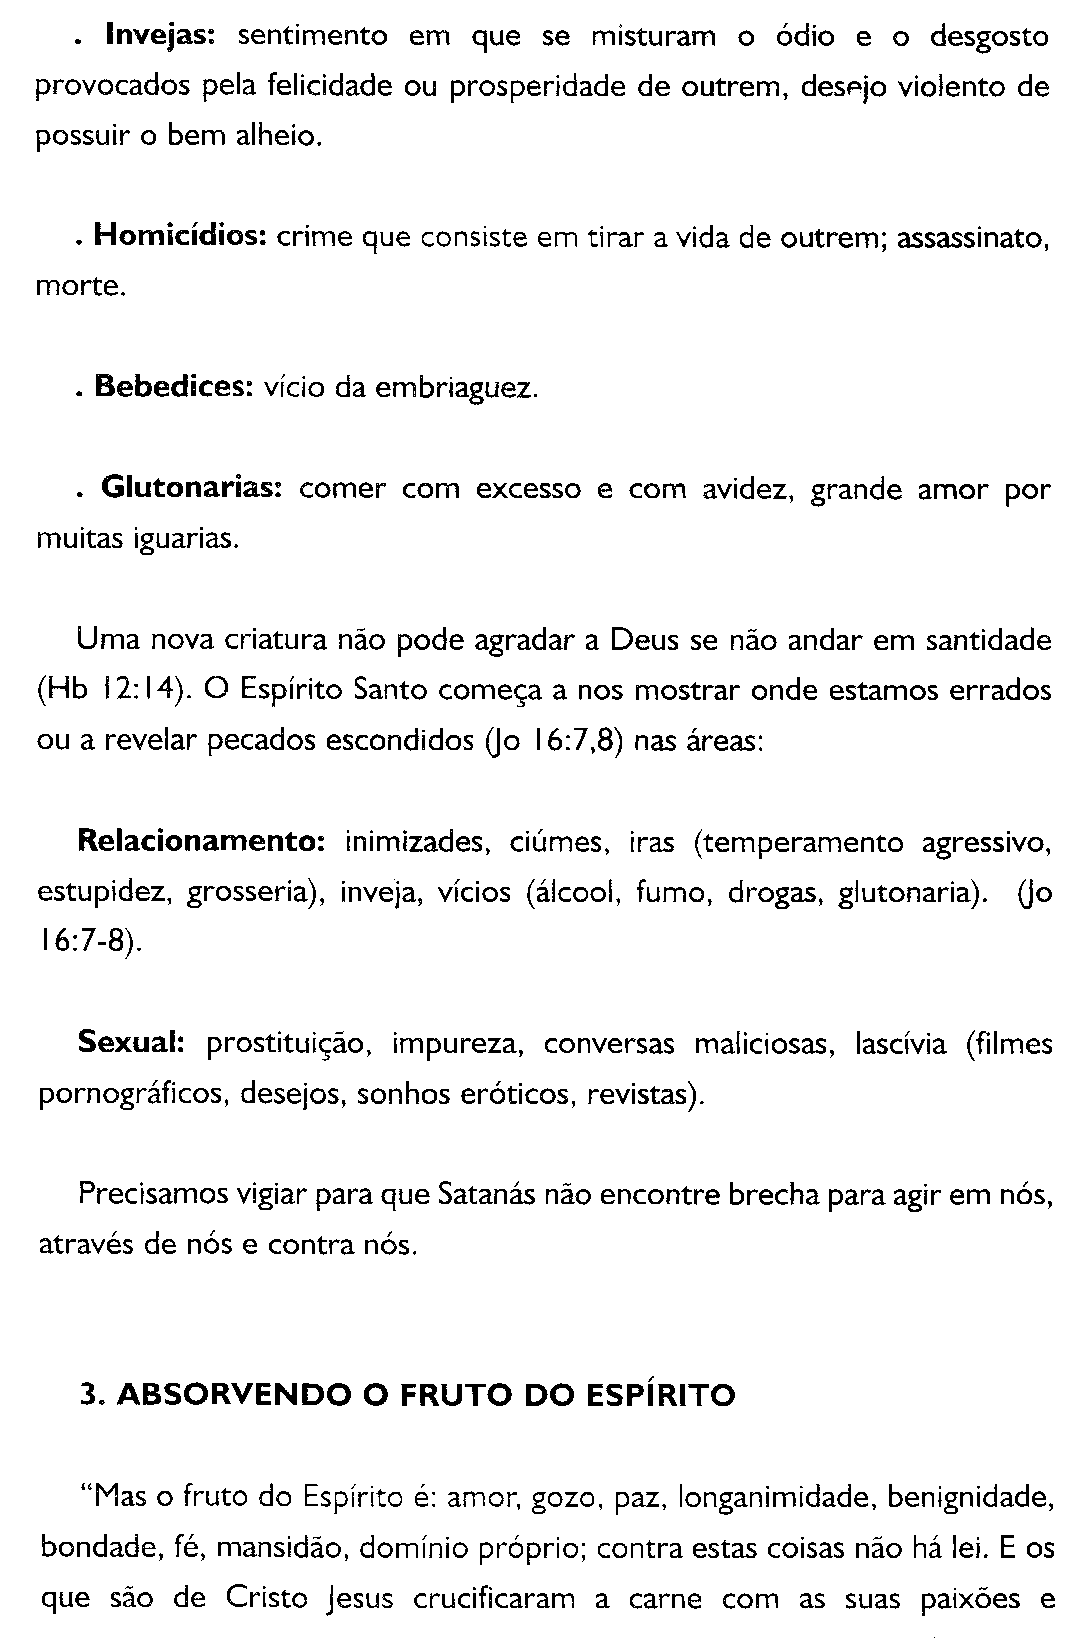 . Invejas: sentimento em que se misturam o ódio e o desgosto
provocados pela felicidade ou prosperidade de outrem, desejo violento de
possuir o bem alheio.
. Homicídios: crime que consiste em tirar a vida de outrem; assassinato,
morte.
. Bebedices: vício da embriaguez.
. Glutonarias: comer com excesso e com avidez, grande amor por
muitas iguarias.
Uma nova criatura não pode agradar a Deus se não andar em santidade
(Hb 12:14). O Espírito Santo começa a nos mostrar onde estamos errados
ou a revelar pecados escondidos (Jo 16:7,8) nas áreas:
Relacionamento: inimizades, ciúmes, iras (temperamento agressivo,
estupidez, grosseria), inveja, vícios (álcool, fumo, drogas, glutonaria). (Jo
16:7-8).
Sexual: prostituição, impureza, conversas maliciosas, lascívia (filmes
pornográficos, desejos, sonhos eróticos, revistas).
Precisamos vigiar para que Satanás não encontre brecha para agir em nós,
através de nós e contra nós.
3. ABSORVENDO O FRUTO DO ESPÍRITO
“Mas o fruto do Espírito é: amor, gozo, paz, longanimidade, benignidade,
bondade, fé, mansidão, domínio próprio; contra estas coisas não há lei. E os
que são de Cristo Jesus crucificaram a carne com as suas paixões e